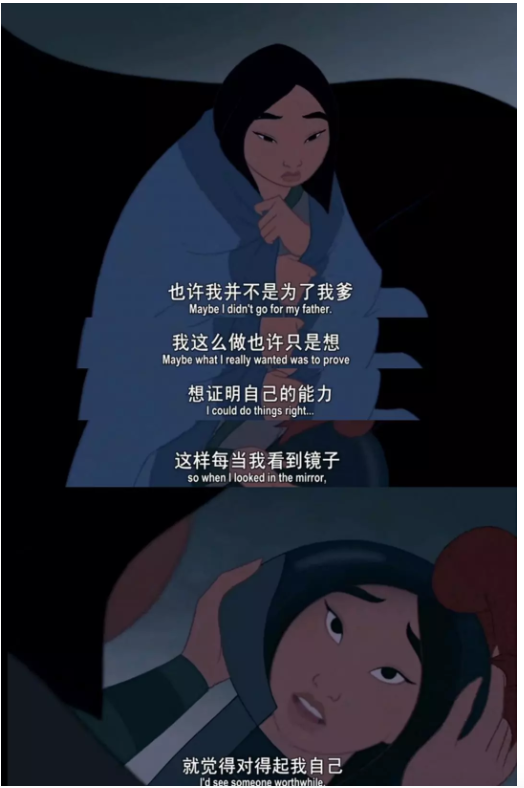 也许我并不是为了我爹
Maybe I didn't go for my father.
我这么做也许只是想
Maybe what I really wanted was to prove
想证明自己的能力
I could do things right...
这样每当我看到镜子
so when I looked in the mirror,
就觉得对得起我自己
I'd see someone worthwhile.